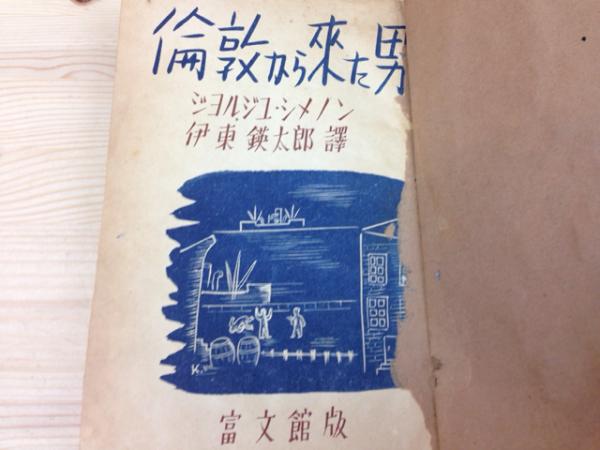 倫敦から來た男
ジヨルジユ・シメノン
伊東鍈太郎譯
K.
富文館版